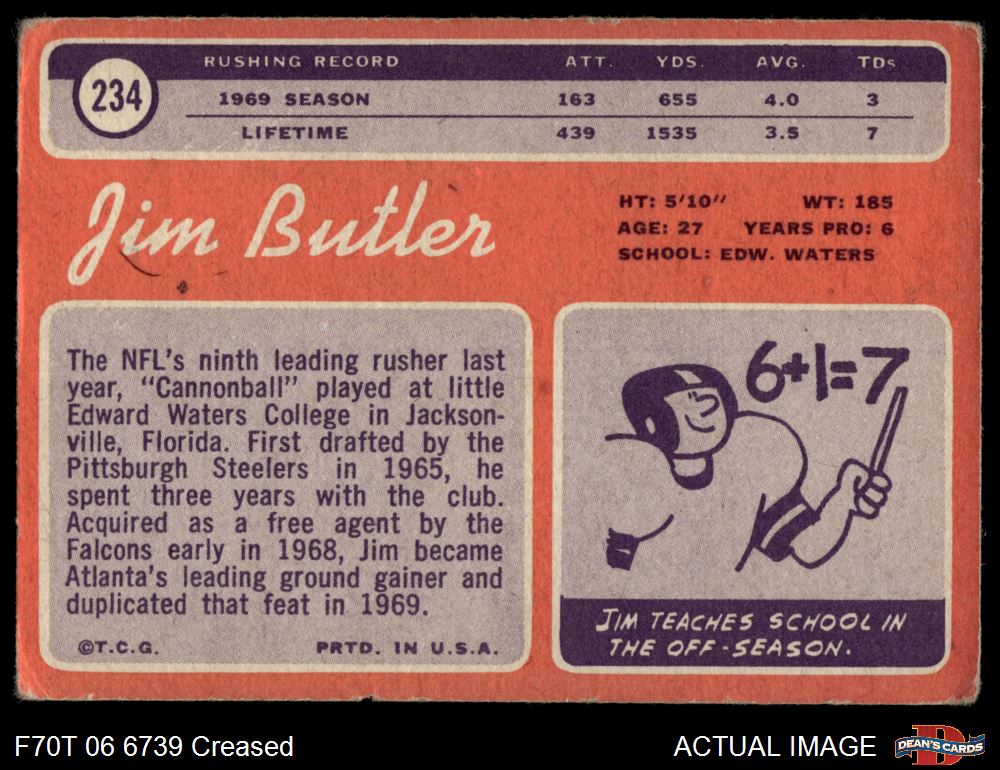 RUSHING RECORD ATT. YDS. AVG. TDs
234
1969 SEASON 163 655 4.0 3
LIFETIME 439 1535 3.5 7
Jim Butler
HT: 5'10" WT: 185
AGE: 27 YEARS PRO: 6
SCHOOL: EDW. WATERS
The NFL's ninth leading rusher last
year, "Cannonball" played at little
Edward Waters College in Jackson-
ville, Florida. First drafted by the
Pittsburgh Steelers in 1965, he
spent three years with the club.
Acquired as a free agent by the
Falcons early in 1968, Jim became
Atlanta's leading ground gainer and
duplicated that feat in 1969.
©T.C.G. PRTD. IN U.S.A.
6+1=7
JIM TEACHES SCHOOL IN
THE OFF-SEASON.
F70T 06 6739 Creased
ACTUAL IMAGE
D
DEAN'S CARDS